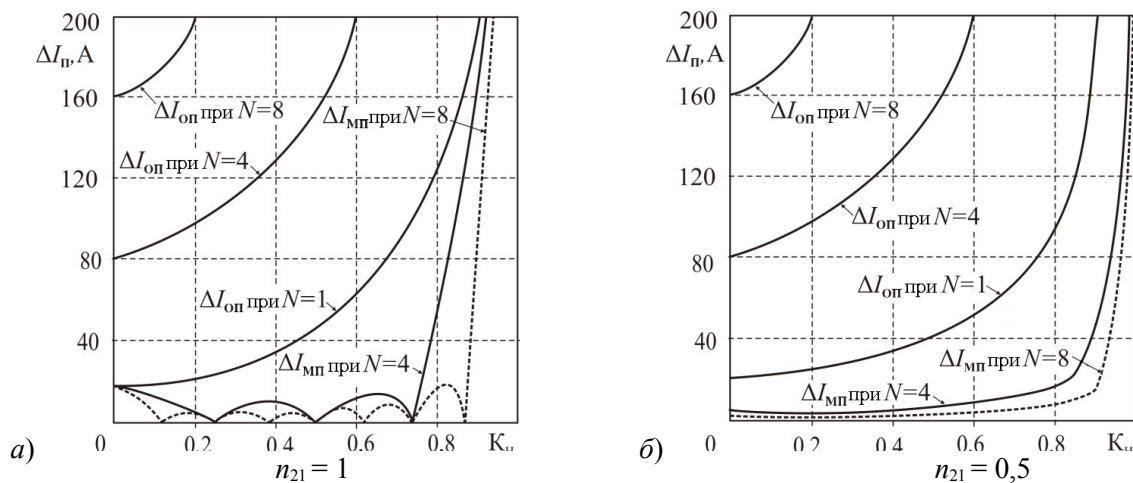 200
ΔIп, А
160
ΔIоп при N=8
ΔIмп при N=8
ΔIоп при N=4
120
80
ΔIоп при N=1
40
ΔIмп при N=4
0 0.2 0.4 0.6 0.8 Kн
а) n21 = 1
200
ΔIп, А
160
ΔIоп при N=8
120
ΔIоп при N=4
80
ΔIоп при N=1
40
ΔIмп при N=8
ΔIмп при N=4
0 0.2 0.4 0.6 0.8 Kн
б) n21 = 0,5